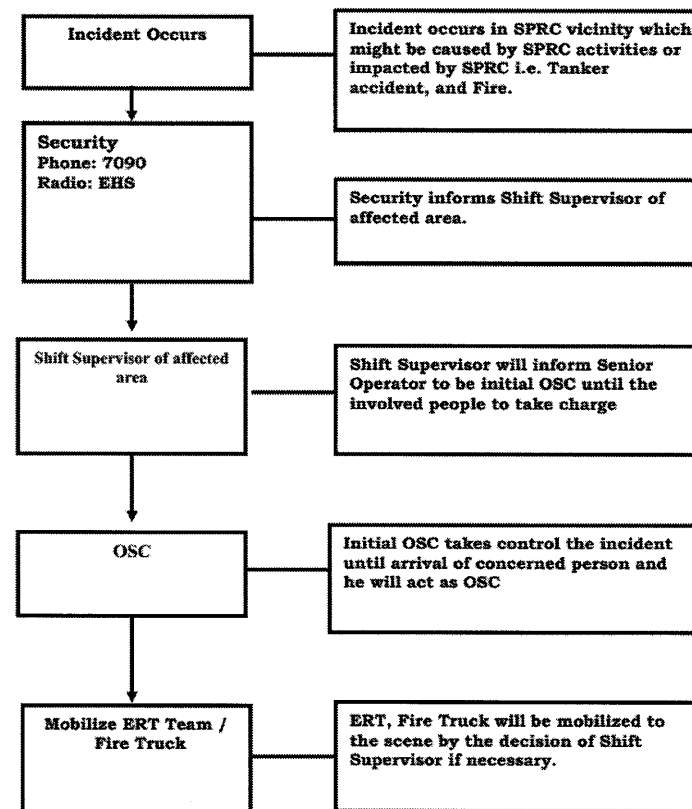 Incident Occurs
Incident occurs in SPRC vicinity which
might be caused by SPRC activities or
impacted by SPRC i.e. Tanker
accident, and Fire.
Security
Phone: 7090
Radio: EHS
Security informs Shift Supervisor of
affected area.
Shift Supervisor of affected
area
Shift Supervisor will inform Senior
Operator to be initial OSC until the
involved people to take charge
OSC
Initial OSC takes control the incident
until arrival of concerned person and
he will act as OSC
Mobilize ERT Team /
Fire Truck
ERT, Fire Truck will be mobilized to
the scene by the decision of Shift
Supervisor if necessary.